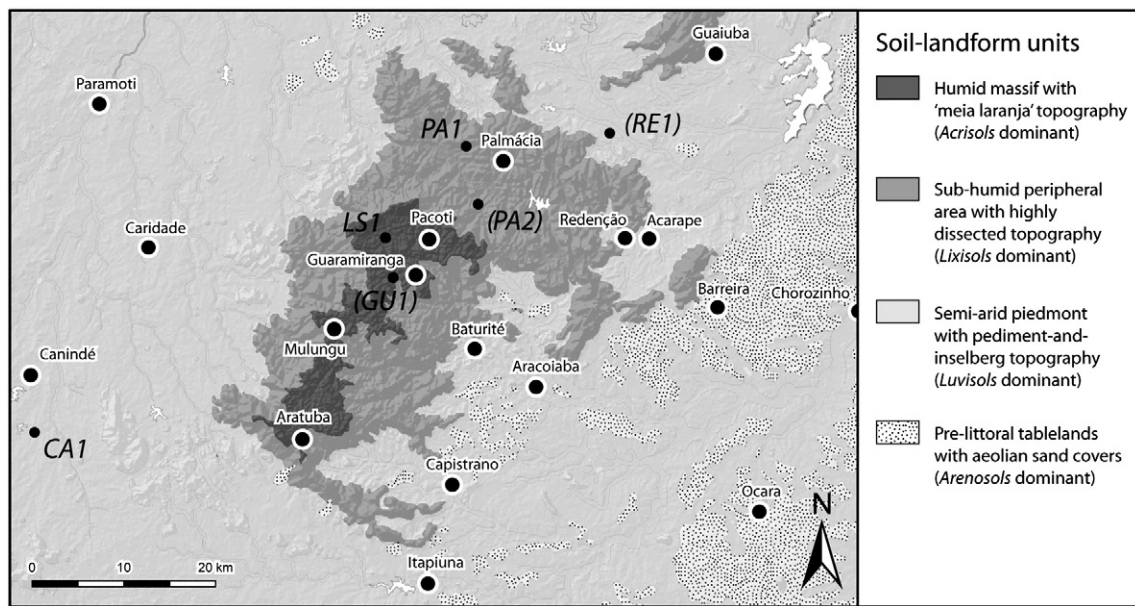 Guaiuba
Paramoti
PA1
(RE1)
Palmácia
(PA2)
LS1
Pacoti
Redenção
Acarape
Caridade
Guaramiranga
(GU1)
Barreira
Chorozinho
Mulungu
Baturité
Canindé
Aracoiaba
CA1
Aratuba
Capistrano
Ocara
N
Itapiuna
0 10 20 km
Soil-landform units
Humid massif with
'meia laranja' topography
(Acrisols dominant)
Sub-humid peripheral
area with highly
dissected topography
(Lixisols dominant)
Semi-arid piedmont
with pediment-and-
inselberg topography
(Luvisols dominant)
Pre-littoral tablelands
with aeolian sand covers
(Arenosols dominant)